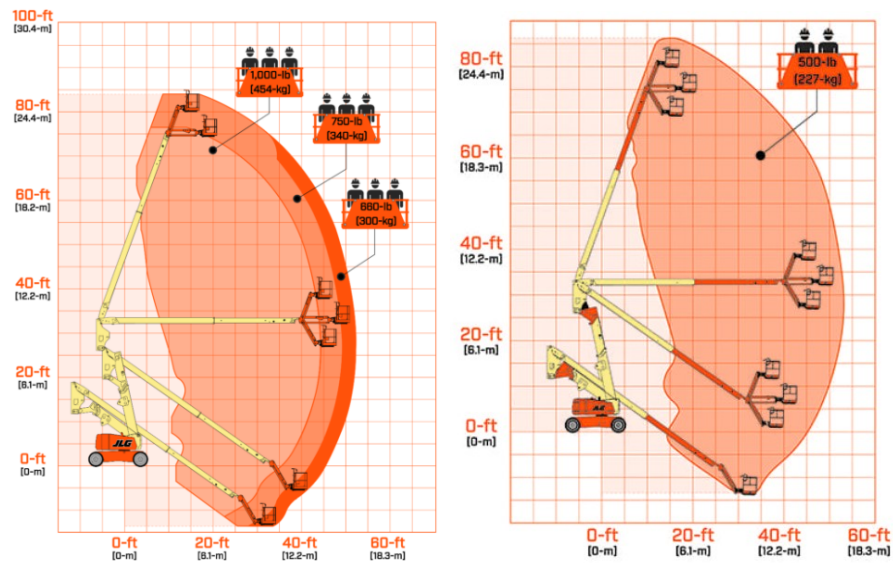 100-ft
[30.4-m]
80-ft
[24.4-m]
60-ft
[18.2-m]
40-ft
[12.2-m]
20-ft
[6.1-m]
0-ft
[0-m]
1,000-lb
[454-kg]
750-lb
[340-kg]
660-lb
[300-kg]
JLG
0-ft
[0-m]
20-ft
[6.1-m]
40-ft
[12.2-m]
60-ft
[18.3-m]
80-ft
[24.4-m]
60-ft
[18.3-m]
40-ft
[12.2-m]
20-ft
[6.1-m]
0-ft
[0-m]
500-lb
[227-kg]
JLG
0-ft
[0-m]
20-ft
[6.1-m]
40-ft
[12.2-m]
60-ft
[18.3-m]